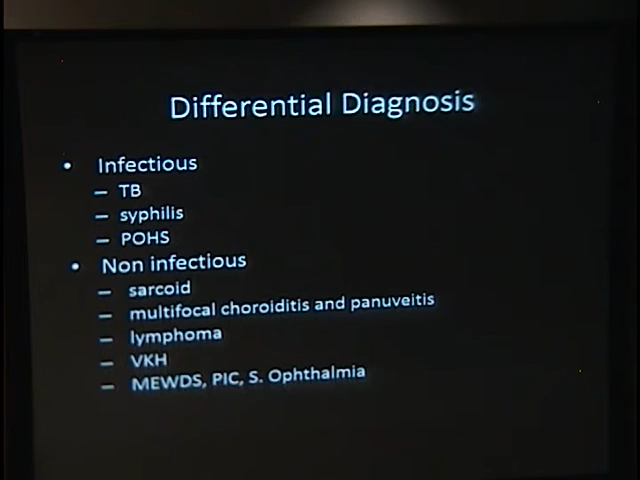 Differential Diagnosis
• Infectious
– TB
– syphilis
– POHS
• Non infectious
– sarcoid
– multifocal choroiditis and panuveitis
– lymphoma
– VKH
– MEWDS, PIC, S. Ophthalmia